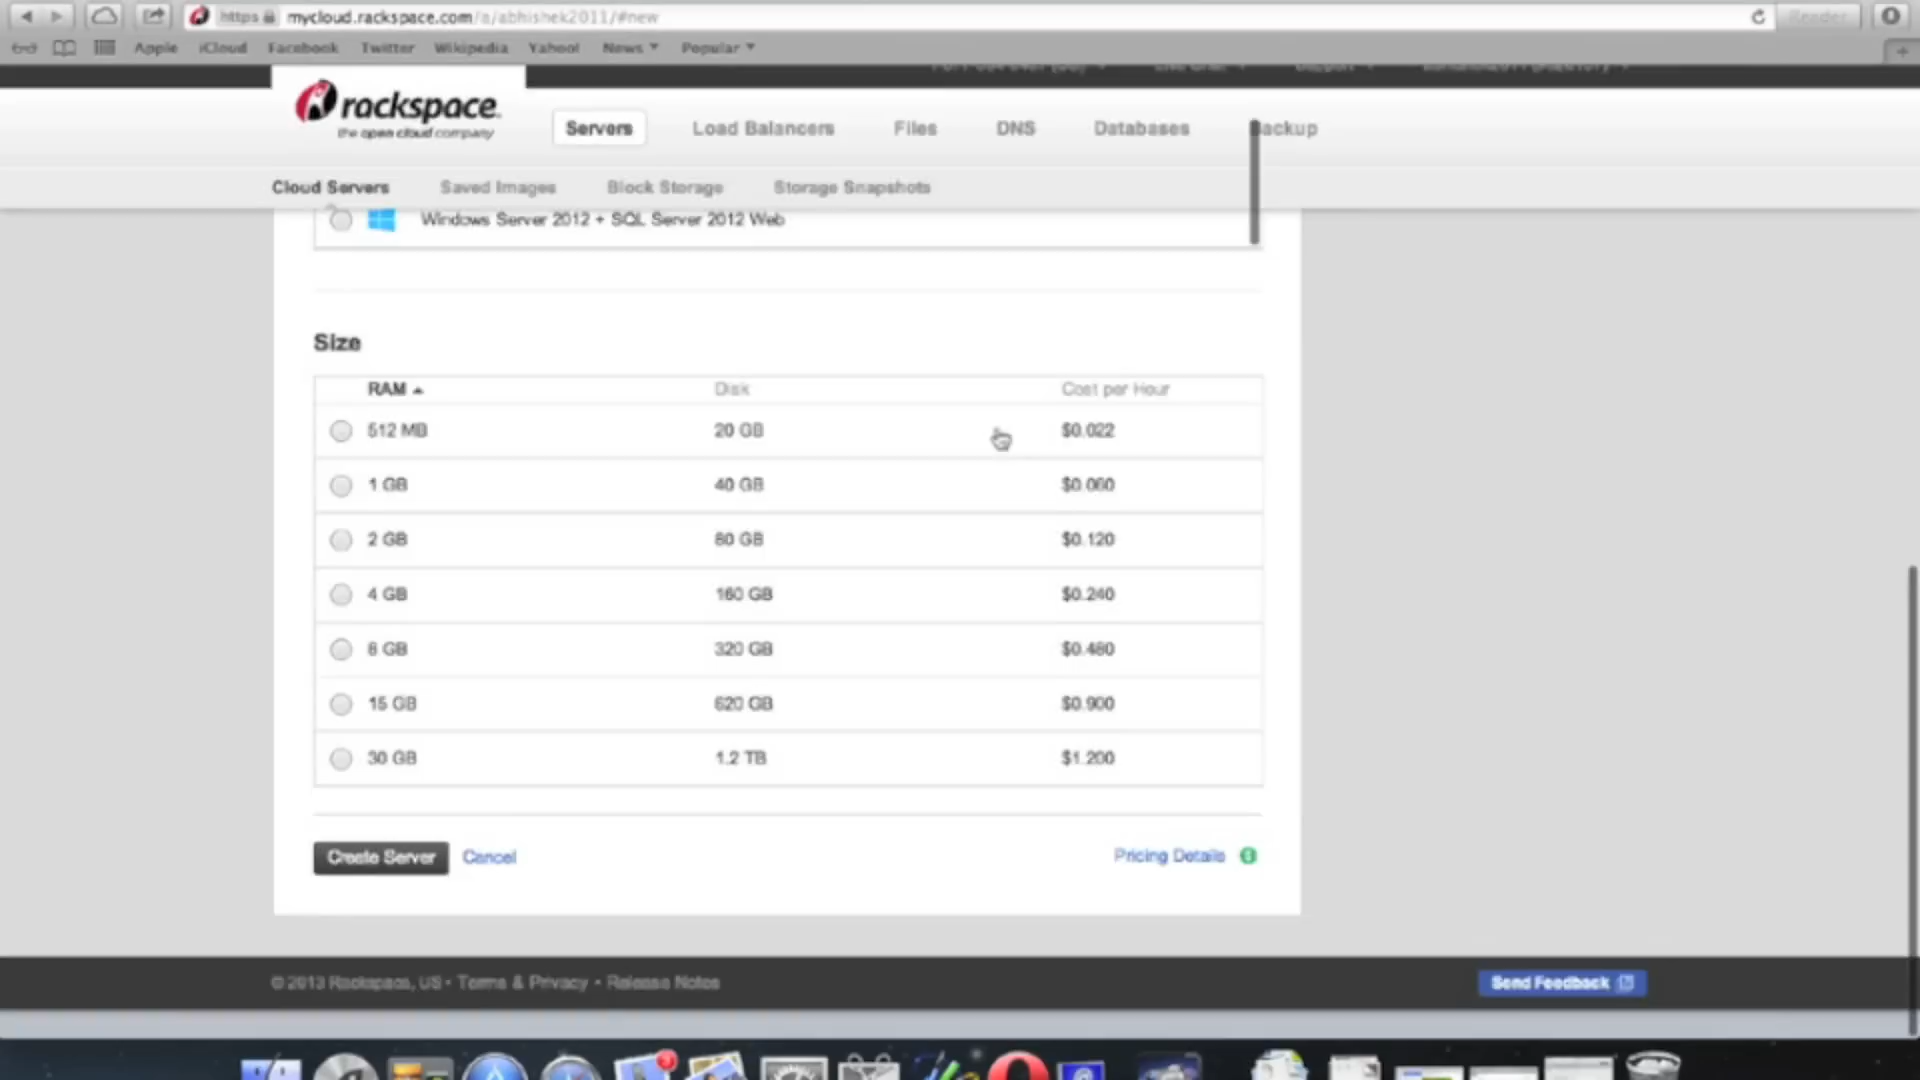 https mycloud.rackspace.com/a/abhishek2011/#new Reader
Apple iCloud Facebook Twitter Wikipedia Yahoo! News ▾ Popular ▾
rackspace.
the open cloud company
Servers Load Balancers Files DNS Databases Backup
Cloud Servers Saved Images Block Storage Storage Snapshots
Windows Server 2012 + SQL Server 2012 Web
Size
RAM Disk Cost per Hour
512 MB 20 GB $0.022
1 GB 40 GB $0.060
2 GB 80 GB $0.120
4 GB 160 GB $0.240
8 GB 320 GB $0.480
15 GB 620 GB $0.900
30 GB 1.2 TB $1.200
Create Server Cancel Pricing Details
© 2013 Rackspace, US • Terms & Privacy • Release Notes Send Feedback